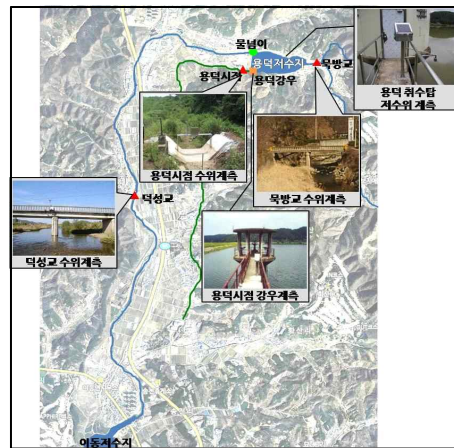 물넘이
용덕저수지
묵방교
용덕시점
용덕강우
용덕 취수탑
저수위 계측
용덕시점 수위계측
묵방교 수위계측
덕성교
덕성교 수위계측
용덕시점 강우계측
이동저수지